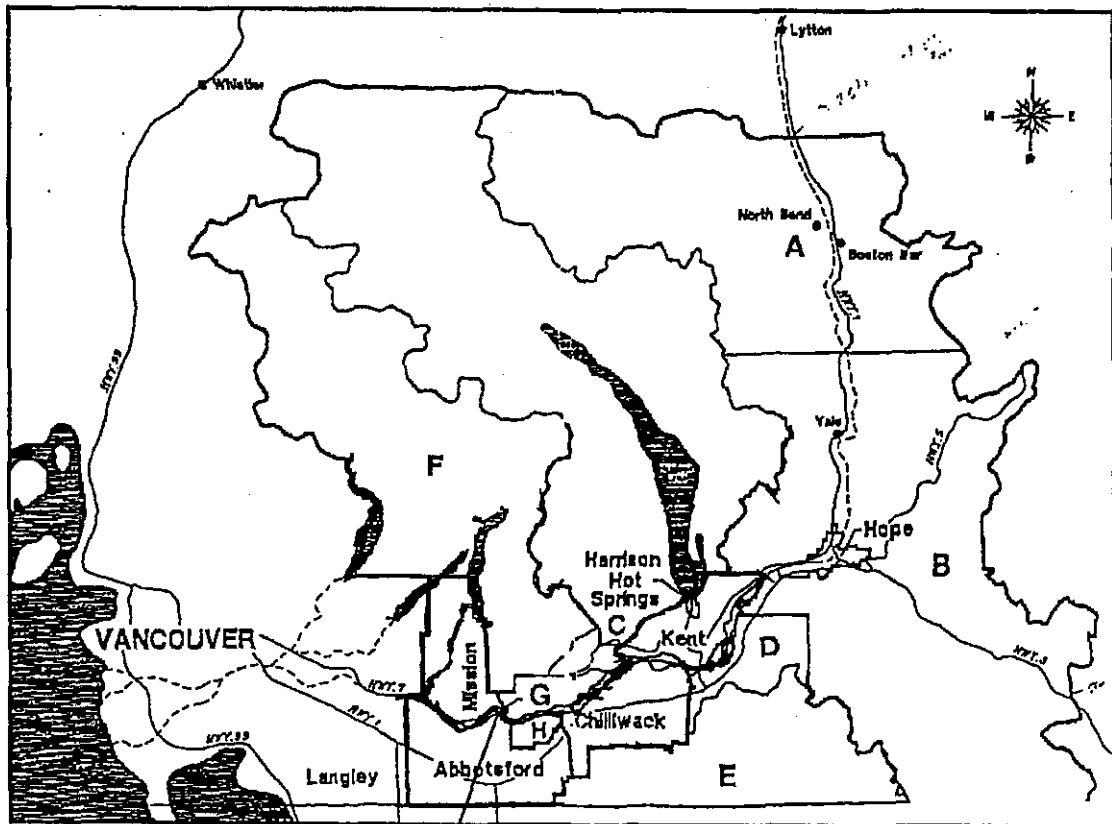 Lytton
Whistler
N
W E
North Bend
A
Boston Bar
HWY.1
HWY.99
Yale
HWY.5
F
Hope
B
Harrison
Hot
Springs
C
Kent
VANCOUVER
D
HWY.3
Mission
HWY.7
G
HWY.1
Chilliwack
H
HWY.99
Langley
Abbotsford
E